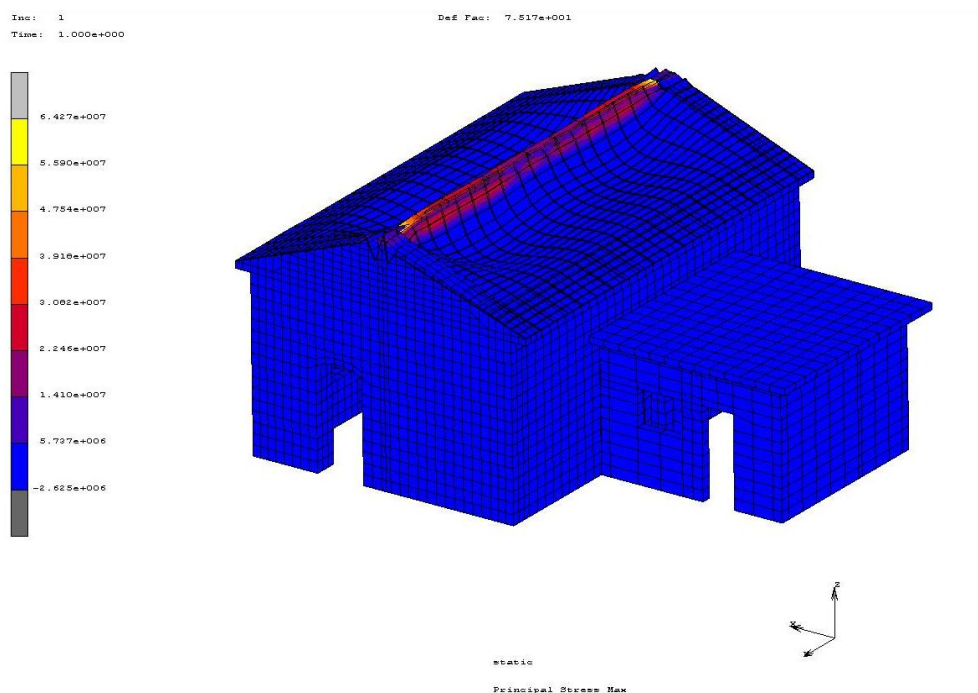 Inc: 1
Def Fac: 7.517e+001
Time: 1.000e+000
6.427e+007
5.590e+007
4.754e+007
3.918e+007
3.082e+007
2.246e+007
1.410e+007
5.737e+006
-2.625e+006
Z
static
Principal Stress Max